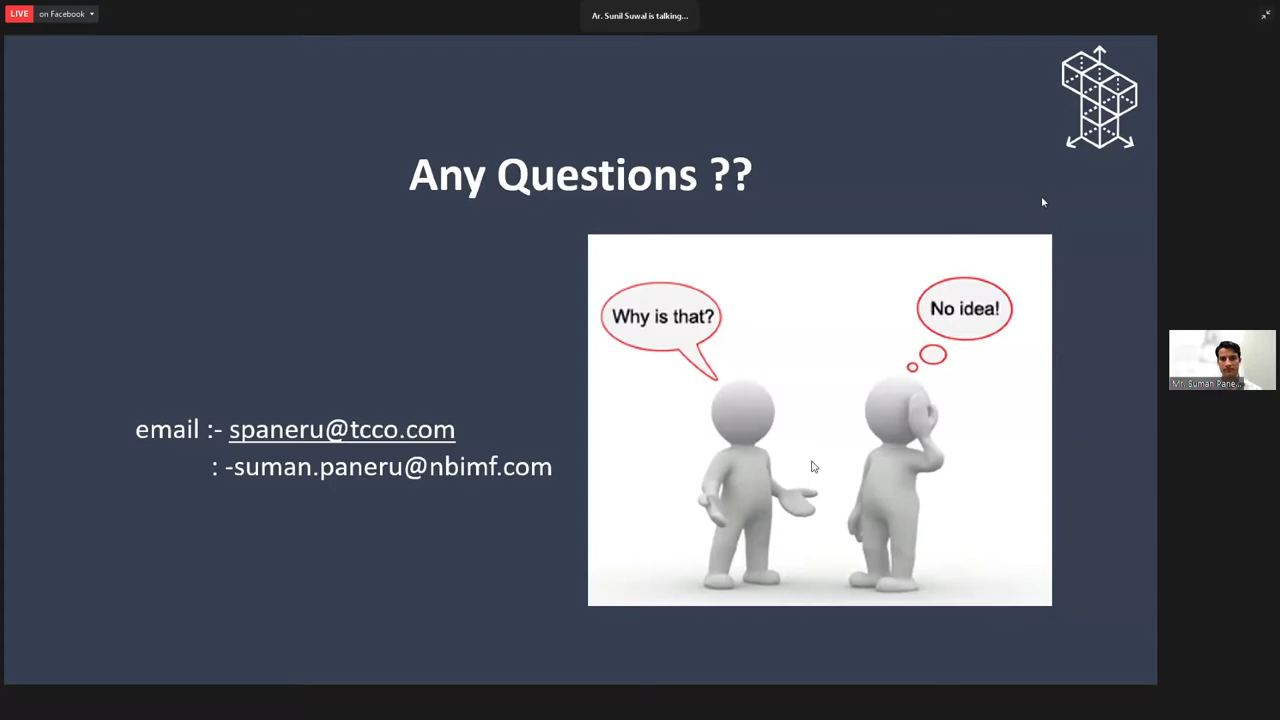 LIVE on Facebook
Ar. Sunil Suwal is talking...
Any Questions ??
Why is that?
No idea!
email :- spaneru@tcco.com
: -suman.paneru@nbimf.com
Mr. Suman Pane...